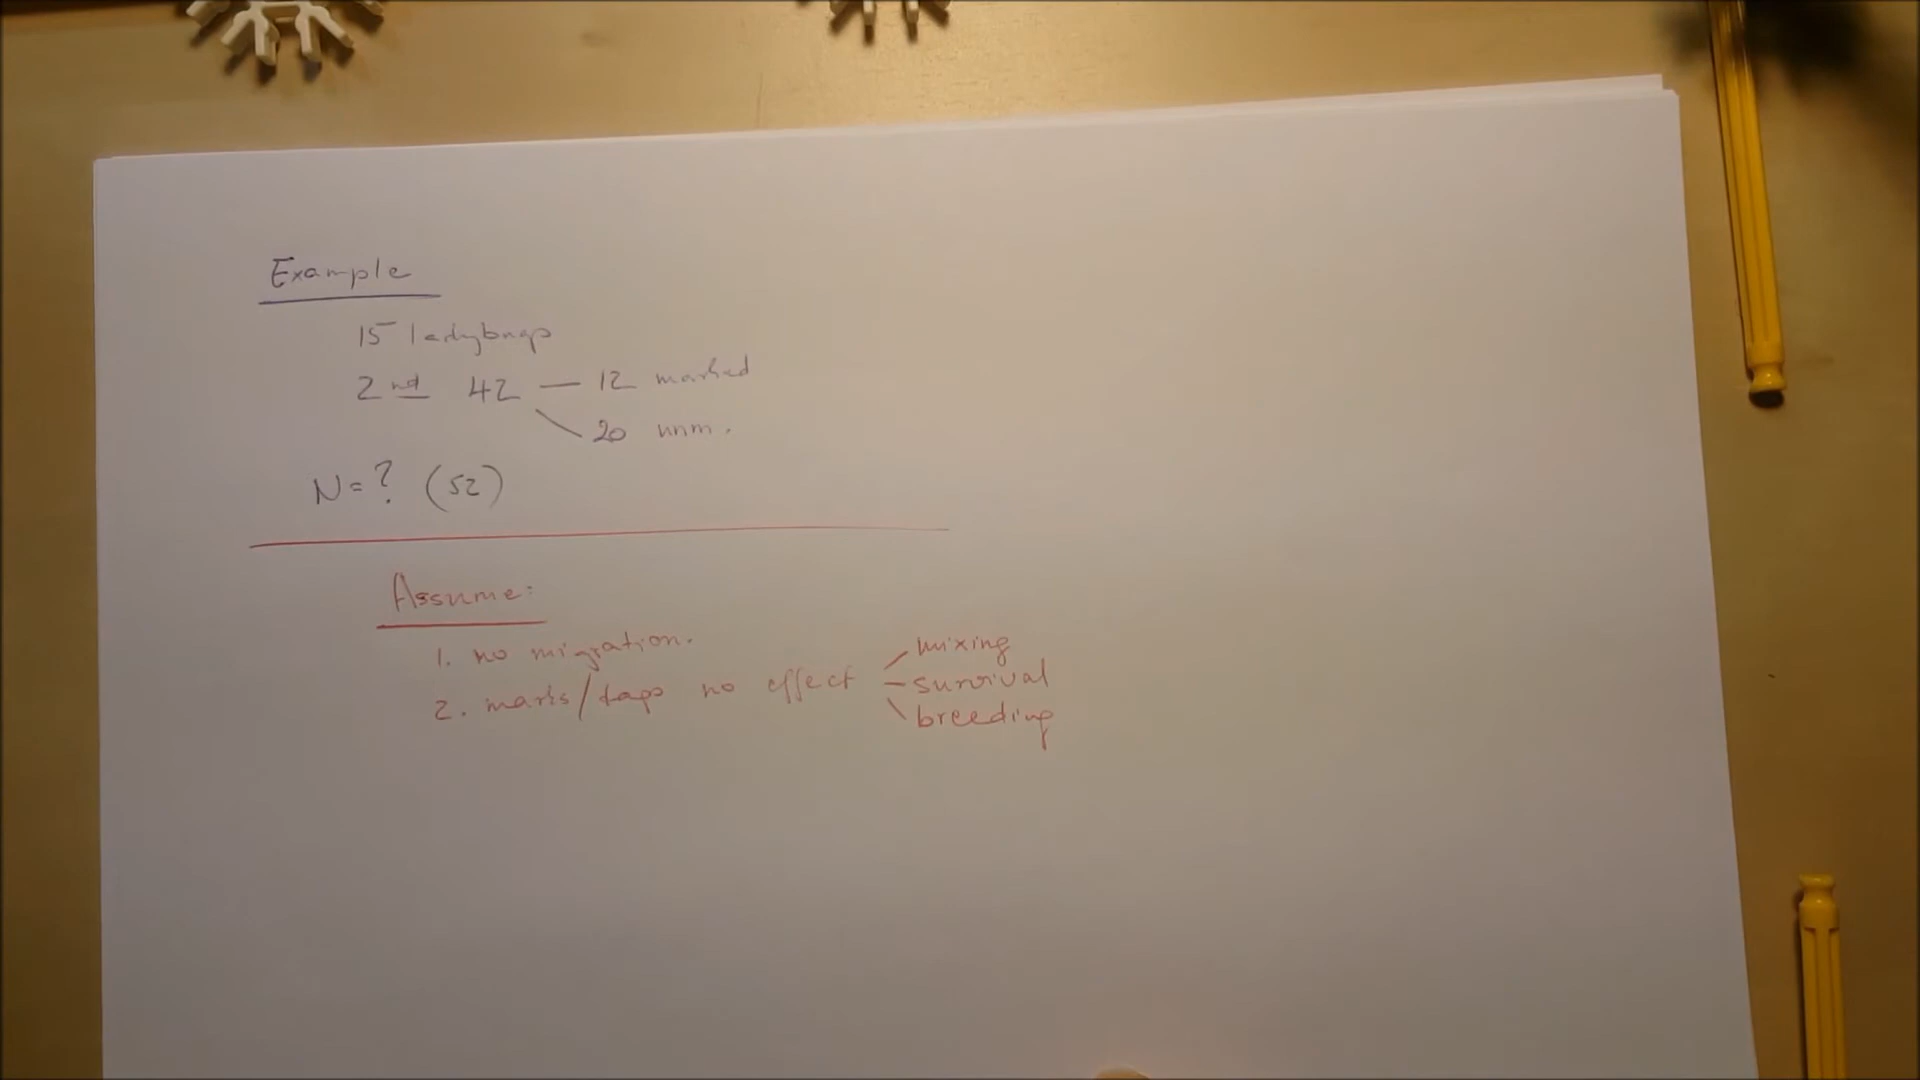 Example
15 ladybugs
2nd 42 — 12 marked
20 unm.
N=? (52)
Assume:
1. no migration.
2. marks/tags no effect
mixing
survival
breeding